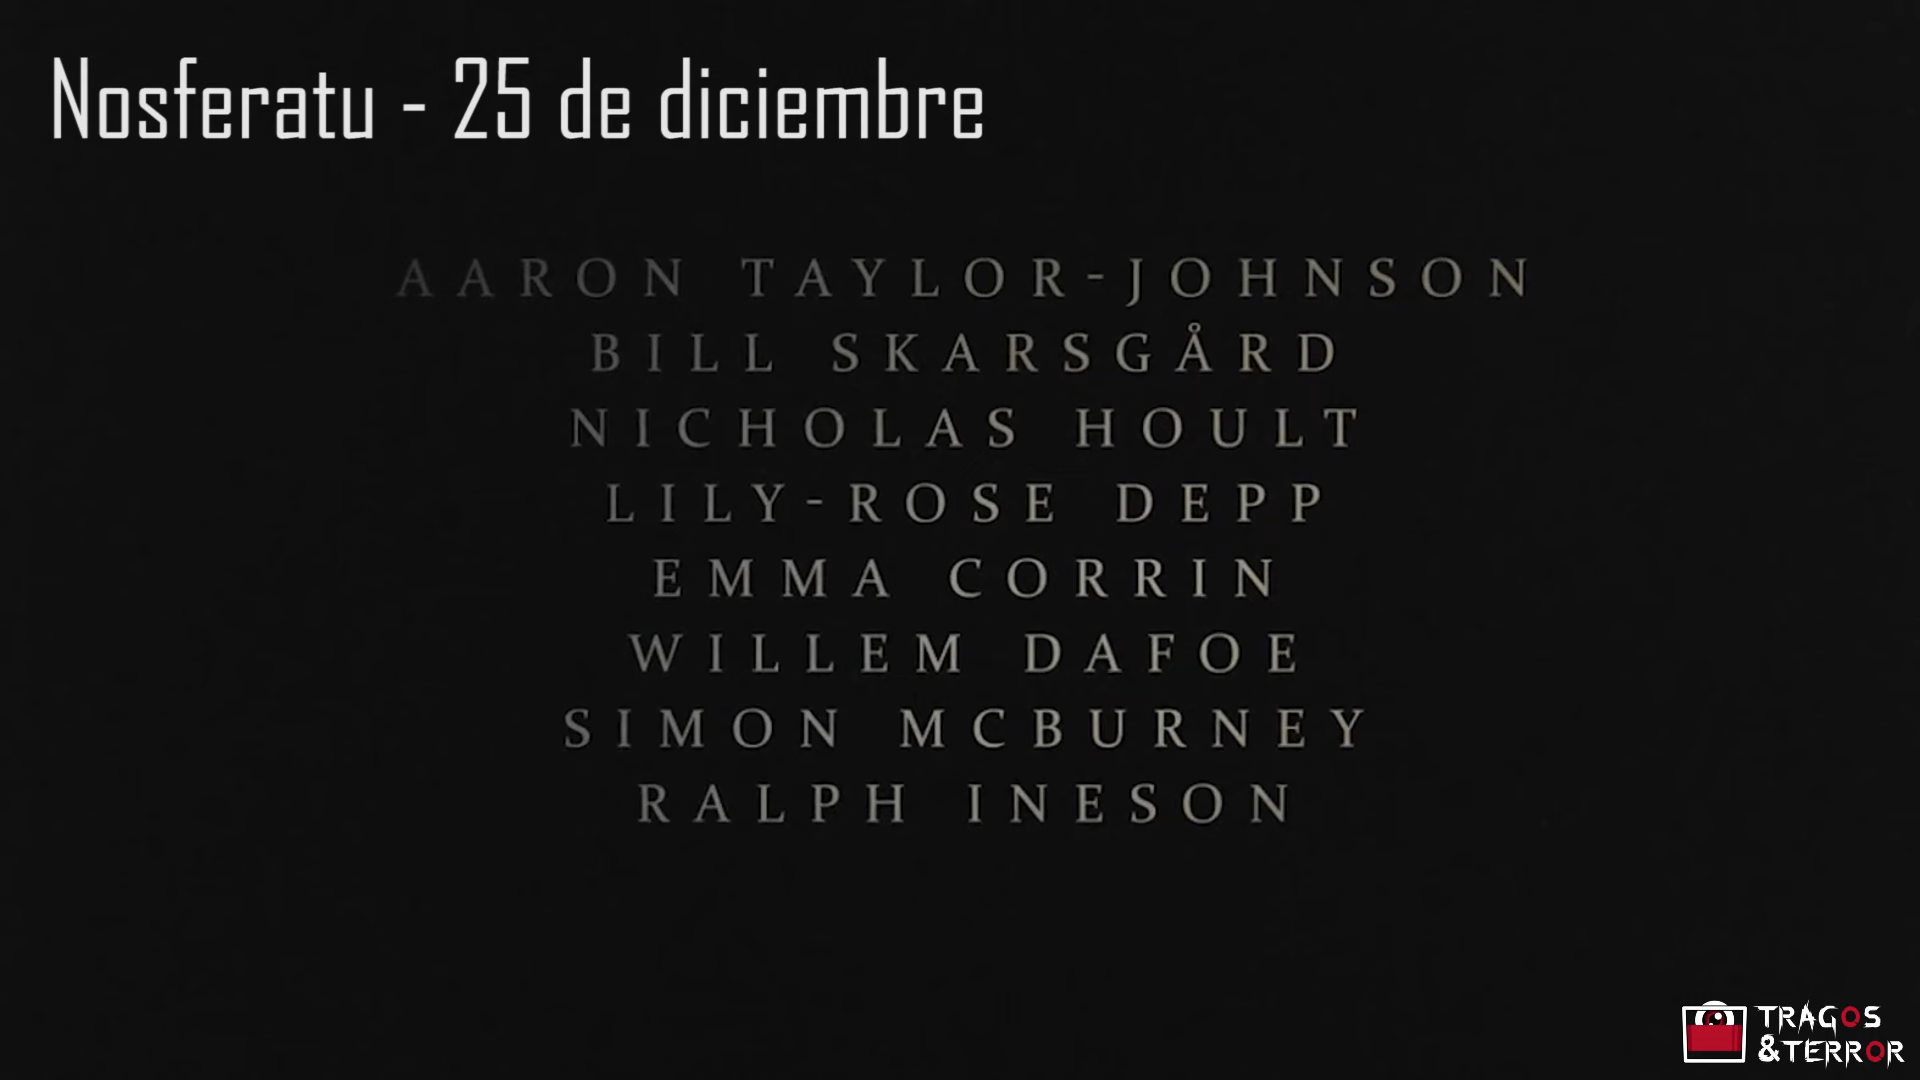 Nosferatu - 25 de diciembre
AARON TAYLOR-JOHNSON
BILL SKARSGÅRD
NICHOLAS HOULT
LILY-ROSE DEPP
EMMA CORRIN
WILLEM DAFOE
SIMON MCBURNEY
RALPH INESON
TRAGOS
&TERROR